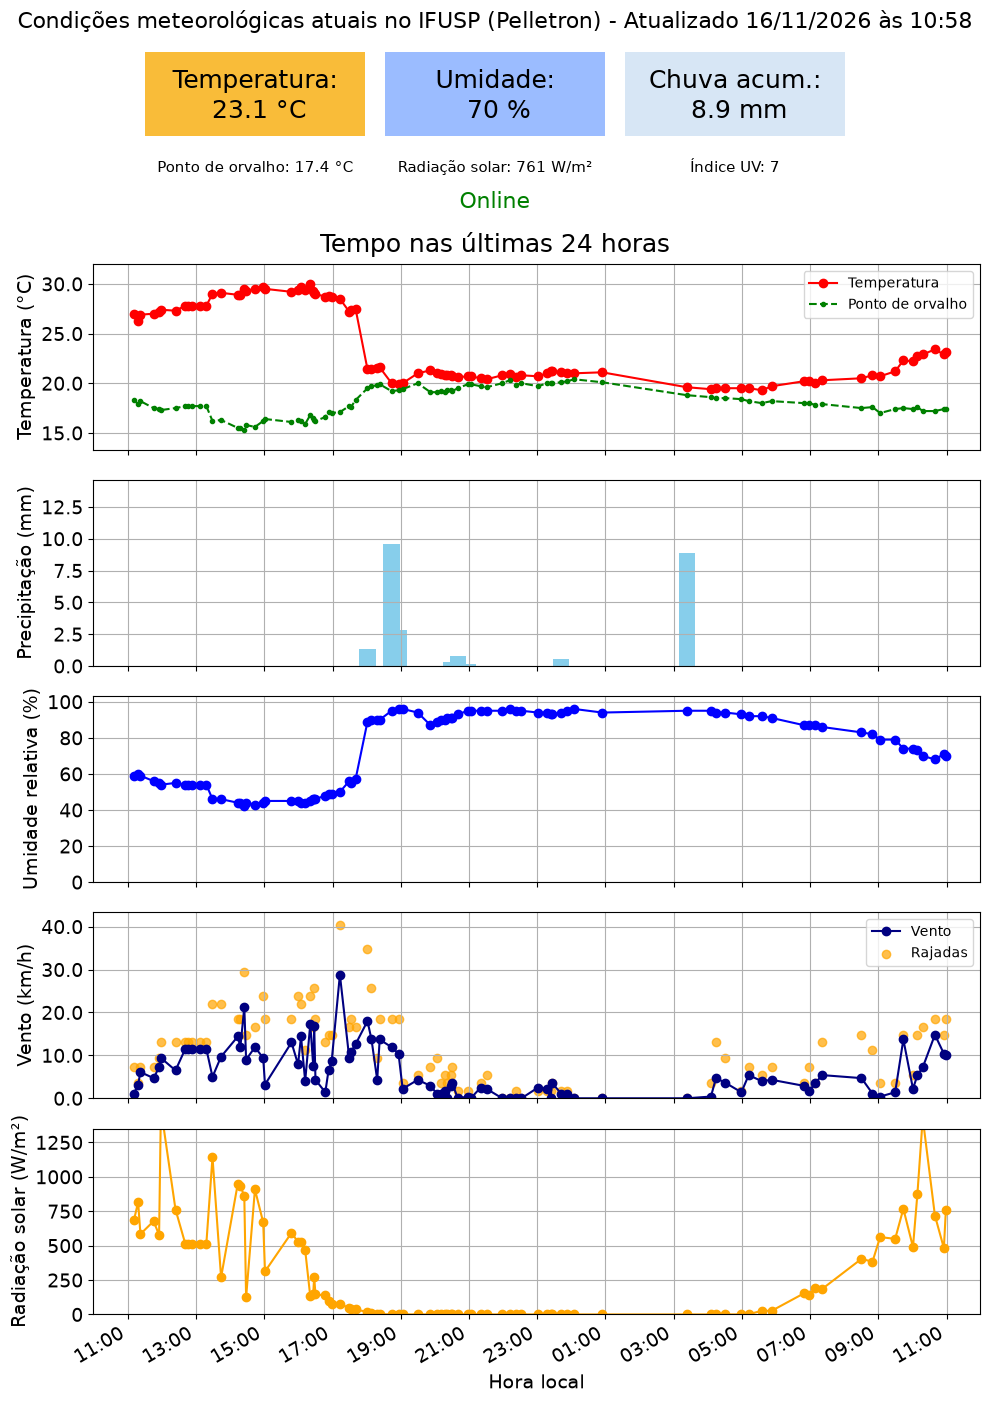 Condições meteorológicas atuais no IFUSP (Pelletron) - Atualizado 16/11/2026 às 10:58
Temperatura:
23.1 °C
Umidade:
70 %
Chuva acum.:
8.9 mm
Ponto de orvalho: 17.4 °C
Radiação solar: 761 W/m²
Índice UV: 7
Online
Tempo nas últimas 24 horas
Temperatura (°C)
30.0
25.0
20.0
15.0
Temperatura
Ponto de orvalho
Precipitação (mm)
12.5
10.0
7.5
5.0
2.5
0.0
Umidade relativa (%)
100
80
60
40
20
0
Vento (km/h)
40.0
30.0
20.0
10.0
0.0
Vento
Rajadas
Radiação solar (W/m²)
1250
1000
750
500
250
0
11:00
13:00
15:00
17:00
19:00
21:00
23:00
01:00
03:00
05:00
07:00
09:00
11:00
Hora local